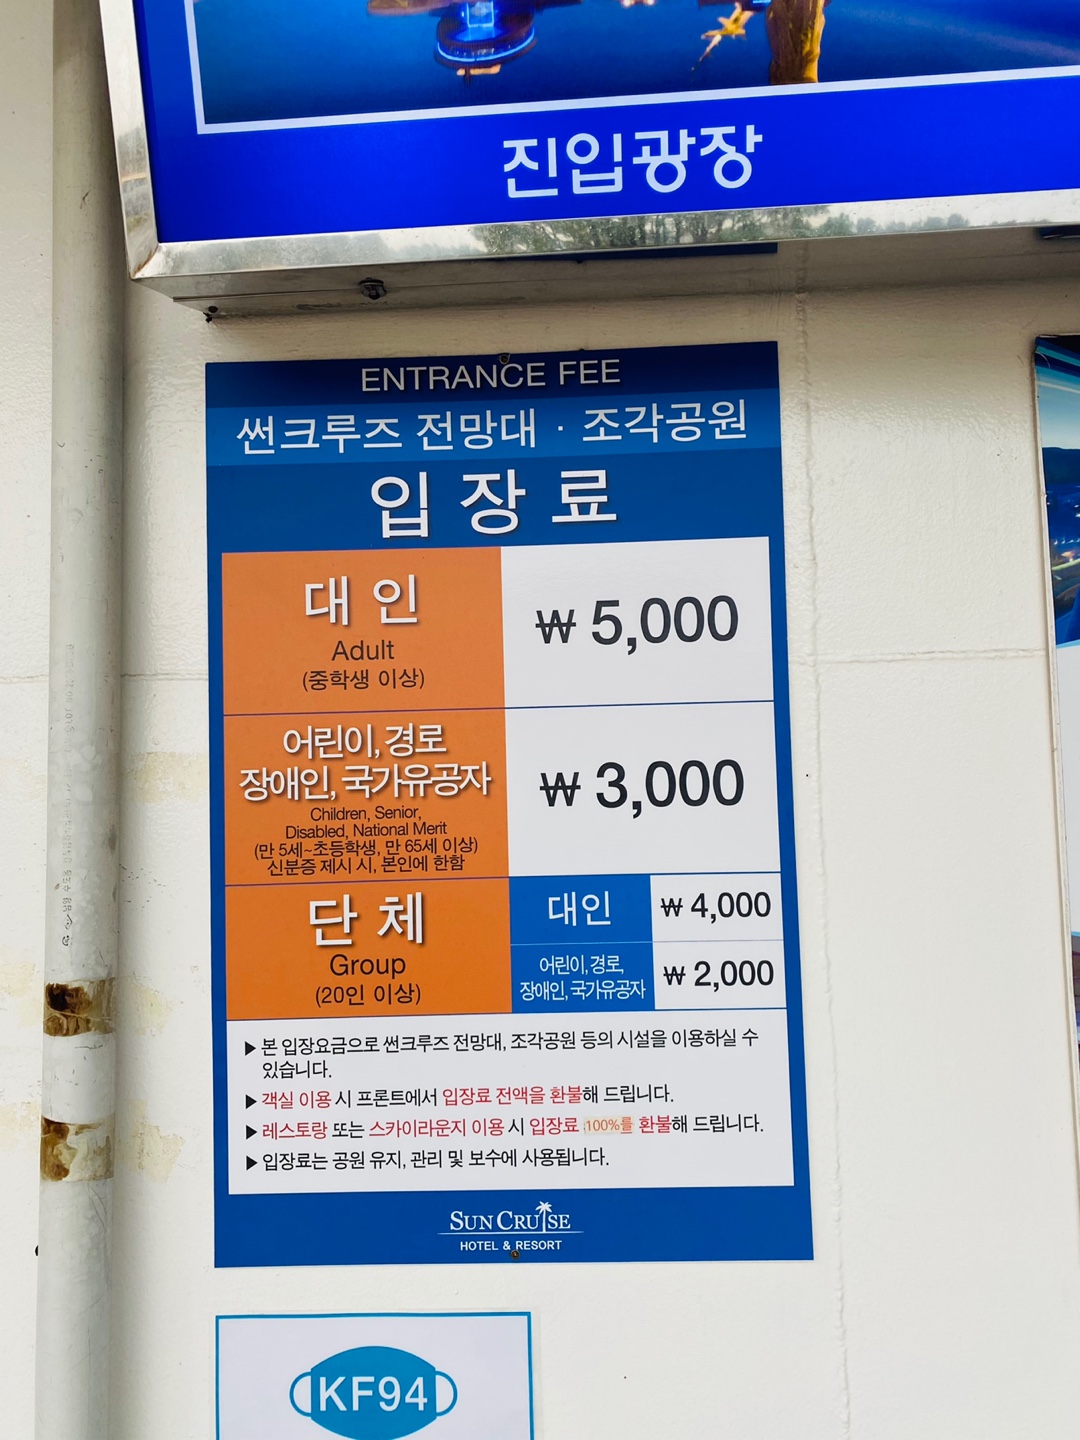 진입광장
ENTRANCE FEE
썬크루즈 전망대 · 조각공원
입장료
대인
Adult
(중학생 이상)
₩ 5,000
어린이, 경로
장애인, 국가유공자
Children, Senior,
Disabled, National Merit
(만 5세~초등학생, 만 65세 이상)
신분증 제시 시, 본인에 한함
₩ 3,000
단체
Group
(20인 이상)
대인
₩ 4,000
어린이, 경로,
장애인, 국가유공자
₩ 2,000
▶ 본 입장요금으로 썬크루즈 전망대, 조각공원 등의 시설을 이용하실 수
있습니다.
▶ 객실 이용 시 프론트에서 입장료 전액을 환불해 드립니다.
▶ 레스토랑 또는 스카이라운지 이용 시 입장료 100%를 환불해 드립니다.
▶ 입장료는 공원 유지, 관리 및 보수에 사용됩니다.
SUN CRUISE
HOTEL & RESORT
KF94